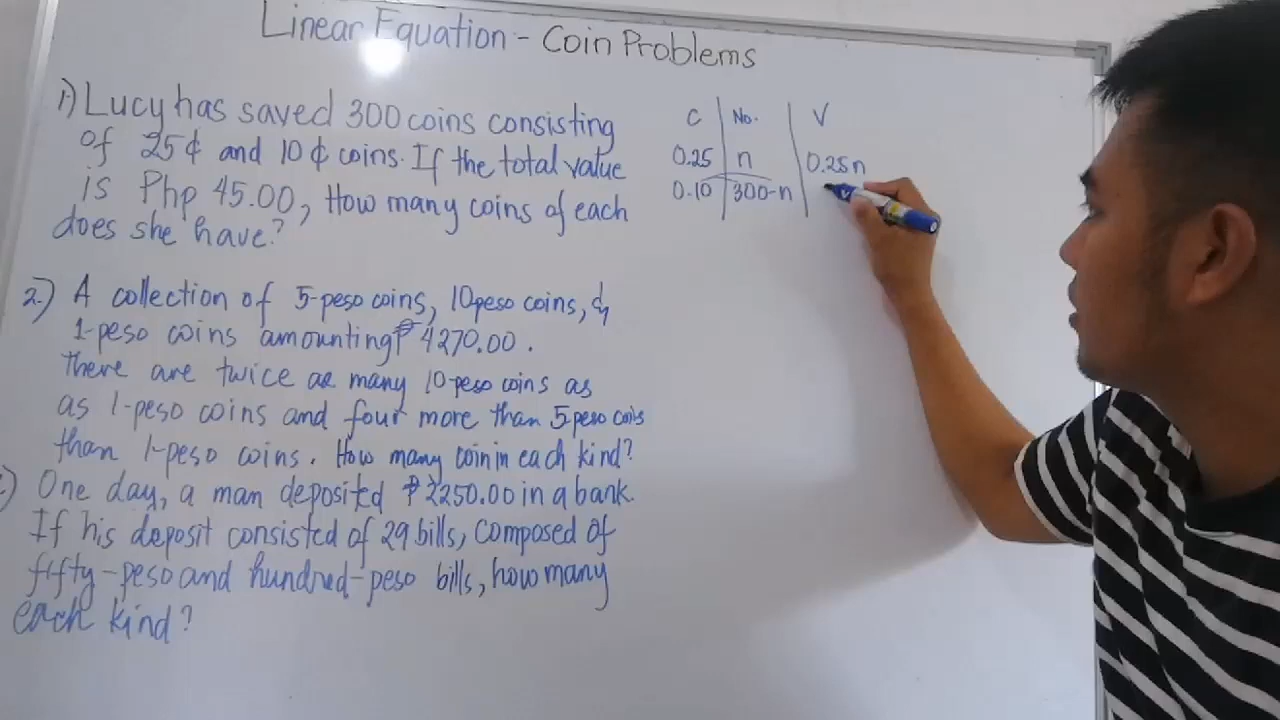 Linear Equation - Coin Problems
1.) Lucy has saved 300 coins consisting
of 25¢ and 10¢ coins. If the total value
is Php 45.00, How many coins of each
does she have?
C No. V
0.25 n 0.25n
0.10 300-n
2.) A collection of 5-peso coins, 10peso coins, &
1-peso coins amounting ₱4270.00.
there are twice as many 10-peso coins as
as 1-peso coins and four more than 5peso coins
than 1-peso coins. How many coin in each kind?
One day, a man deposited ₱2250.00 in a bank.
If his deposit consisted of 29 bills, composed of
fifty-peso and hundred-peso bills, how many
each kind?